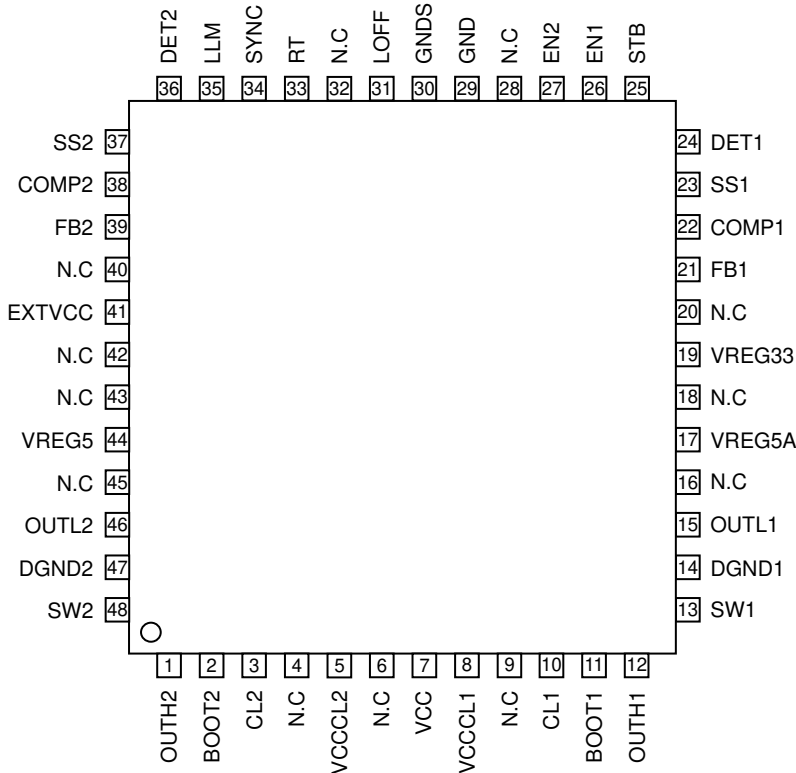 DET2 LLM SYNC RT N.C LOFF GNDS GND N.C EN2 EN1 STB
36 35 34 33 32 31 30 29 28 27 26 25
SS2 37 24 DET1
COMP2 38 23 SS1
FB2 39 22 COMP1
N.C 40 21 FB1
EXTVCC 41 20 N.C
N.C 42 19 VREG33
N.C 43 18 N.C
VREG5 44 17 VREG5A
N.C 45 16 N.C
OUTL2 46 15 OUTL1
DGND2 47 14 DGND1
SW2 48 13 SW1
1 2 3 4 5 6 7 8 9 10 11 12
OUTH2 BOOT2 CL2 N.C VCCCL2 N.C VCC VCCCL1 N.C CL1 BOOT1 OUTH1